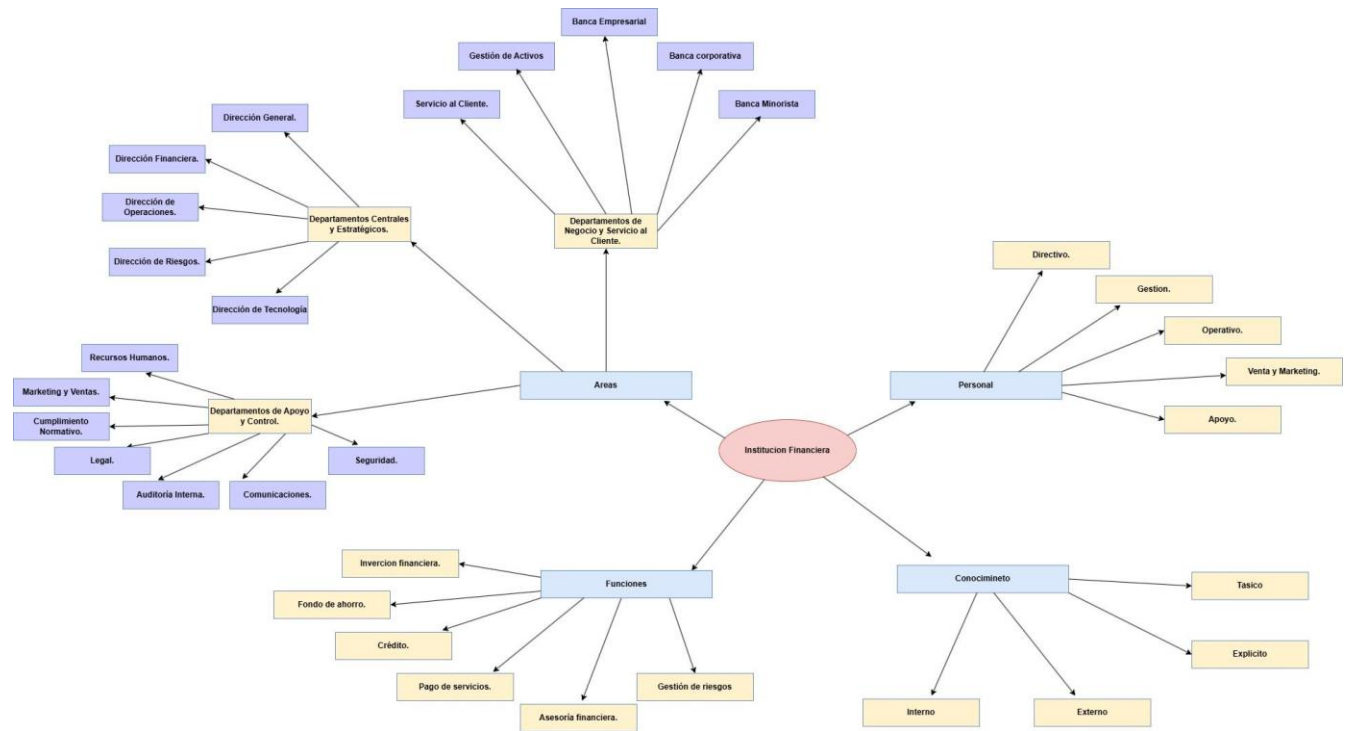 Banca Empresarial
Gestión de Activos
Banca corporativa
Servicio al Cliente.
Banca Minorista
Dirección General.
Dirección Financiera.
Dirección de
Operaciones.
Departamentos Centrales
y Estratégicos.
Departamentos de
Negocio y Servicio al
Cliente.
Dirección de Riesgos.
Dirección de Tecnología
Directivo.
Gestion.
Operativo.
Venta y Marketing.
Apoyo.
Recursos Humanos.
Marketing y Ventas.
Cumplimiento
Normativo.
Legal.
Auditoría Interna.
Comunicaciones.
Seguridad.
Departamentos de Apoyo
y Control.
Areas
Personal
Institucion Financiera
Invercion financiera.
Fondo de ahorro.
Crèdito.
Pago de servicios.
Asesoría financiera.
Gestión de riesgos
Funciones
Conocimineto
Tasico
Explicito
Interno
Externo